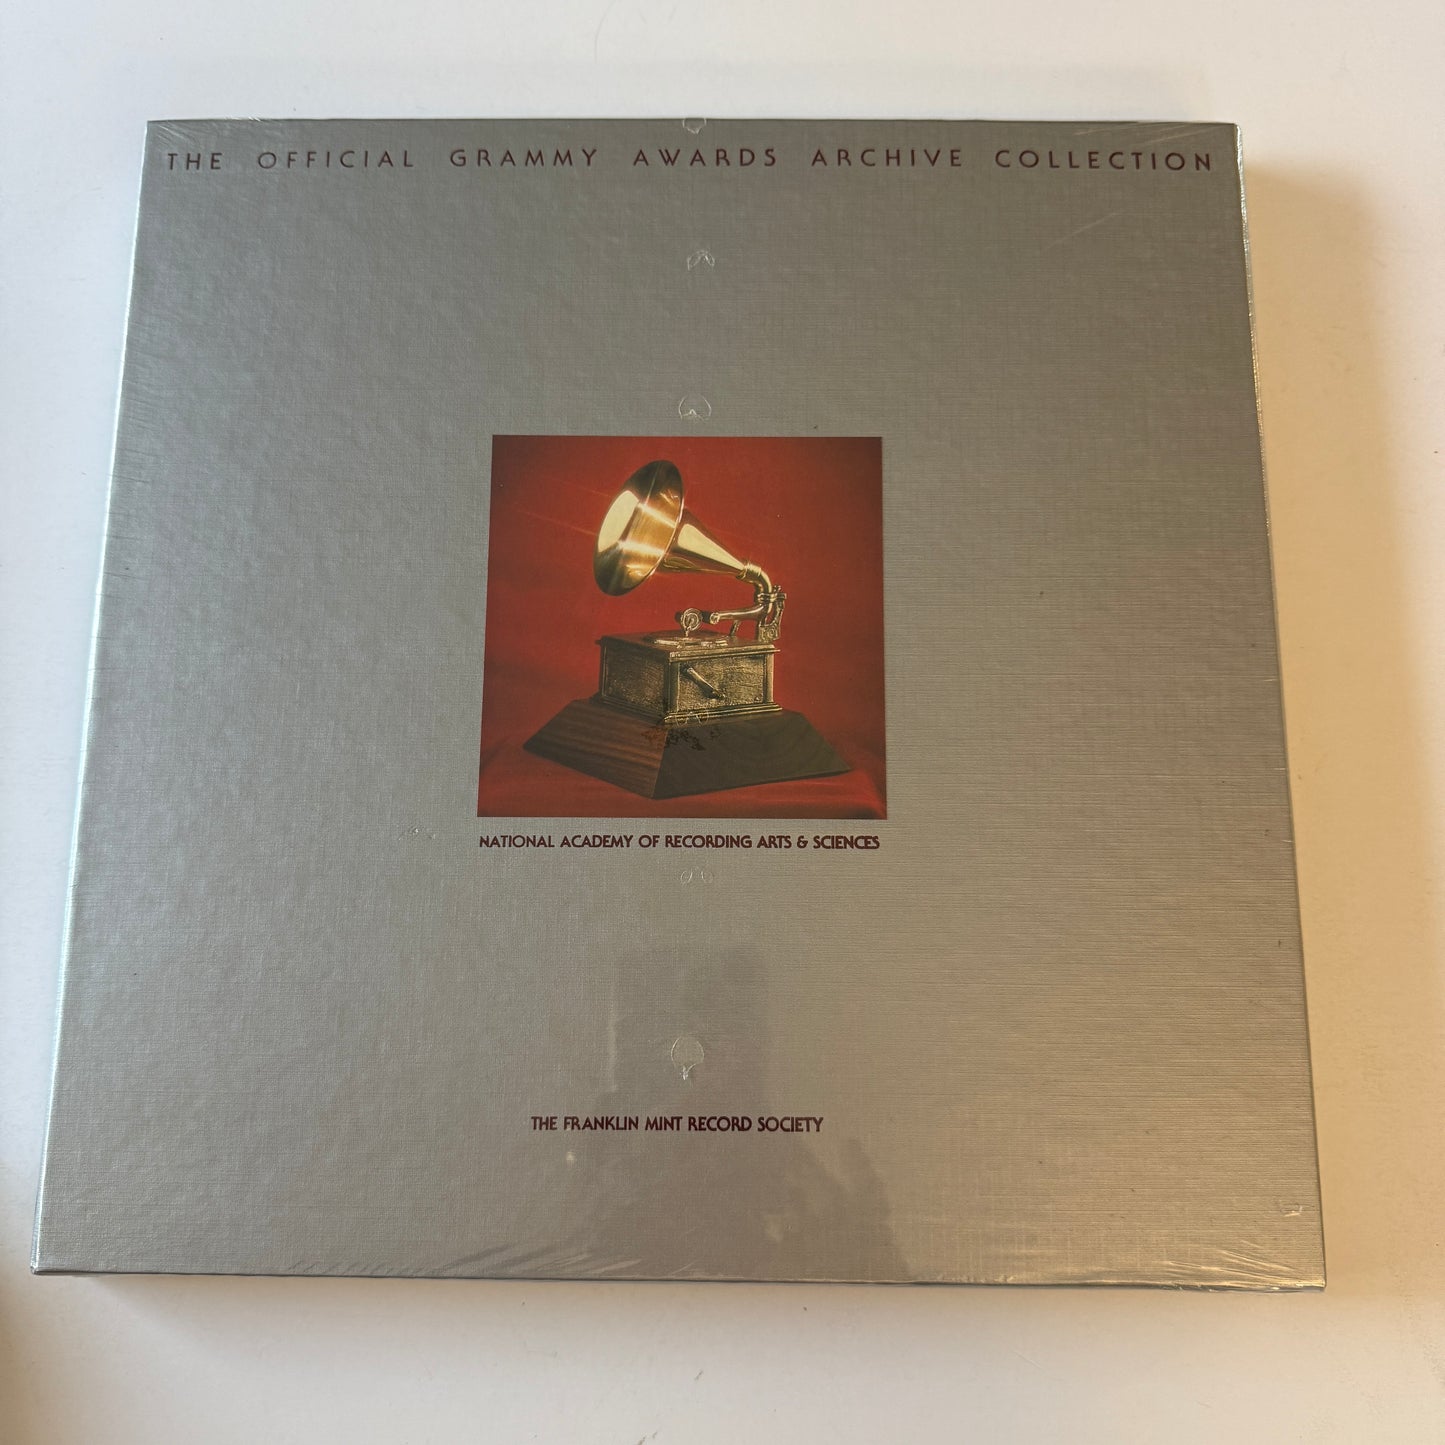 THE OFFICIAL GRAMMY AWARDS ARCHIVE COLLECTION
NATIONAL ACADEMY OF RECORDING ARTS & SCIENCES
THE FRANKLIN MINT RECORD SOCIETY